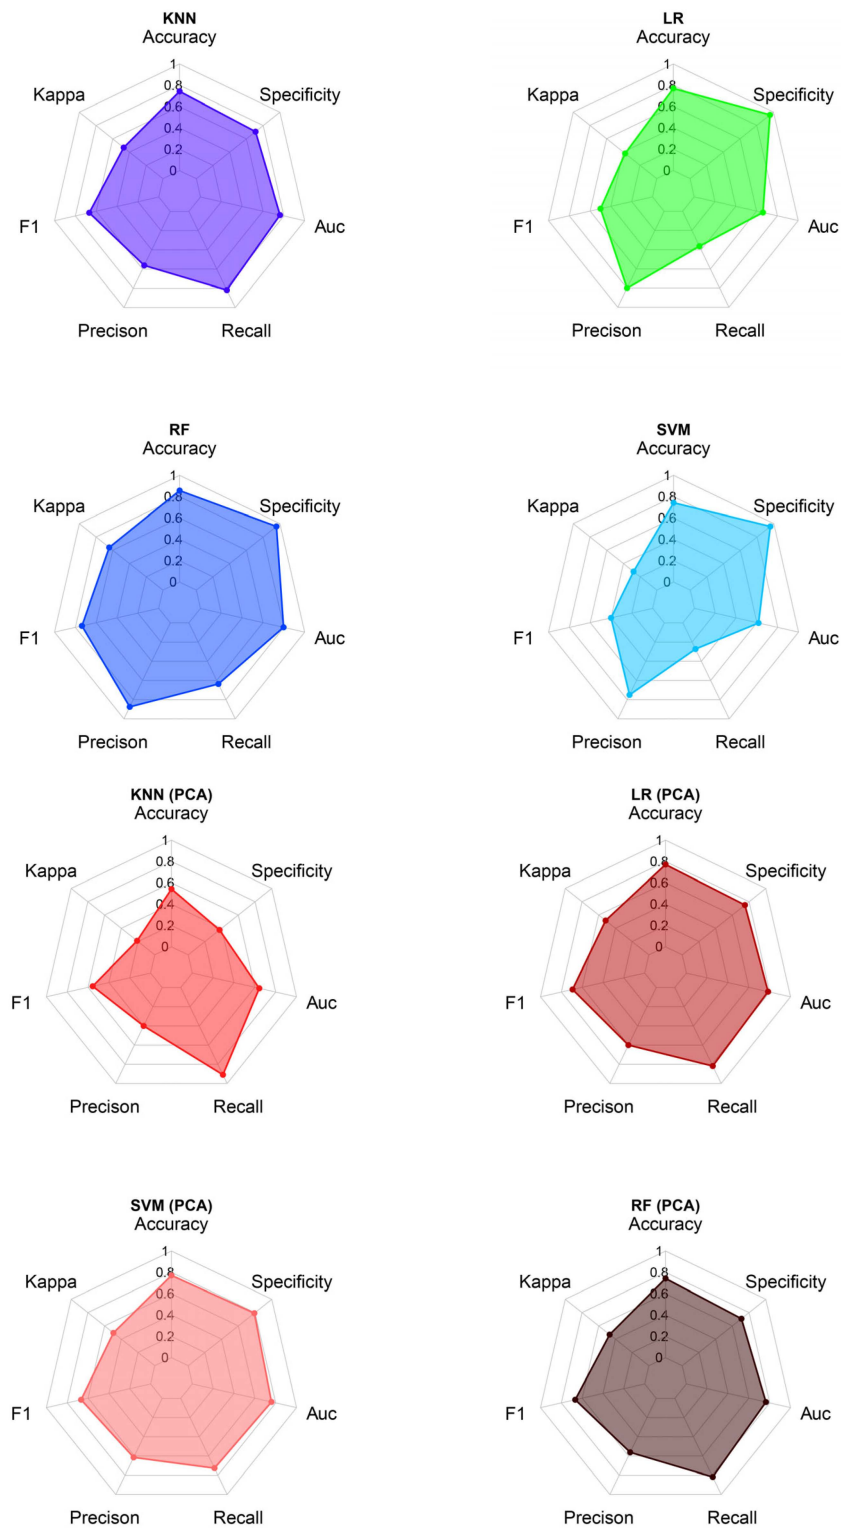 KNN
Accuracy
1
Kappa
0.8
Specificity
0.6
0.4
0.2
0
F1
Auc
Precison
Recall
LR
Accuracy
1
Kappa
0.8
Specificity
0.6
0.4
0.2
0
F1
Auc
Precison
Recall
RF
Accuracy
1
Kappa
0.8
Specificity
0.6
0.4
0.2
0
F1
Auc
Precison
Recall
SVM
Accuracy
1
Kappa
0.8
Specificity
0.6
0.4
0.2
0
F1
Auc
Precison
Recall
KNN (PCA)
Accuracy
1
Kappa
0.8
Specificity
0.6
0.4
0.2
0
F1
Auc
Precison
Recall
LR (PCA)
Accuracy
1
Kappa
0.8
Specificity
0.6
0.4
0.2
0
F1
Auc
Precison
Recall
SVM (PCA)
Accuracy
1
Kappa
0.8
Specificity
0.6
0.4
0.2
0
F1
Auc
Precison
Recall
RF (PCA)
Accuracy
1
Kappa
0.8
Specificity
0.6
0.4
0.2
0
F1
Auc
Precison
Recall